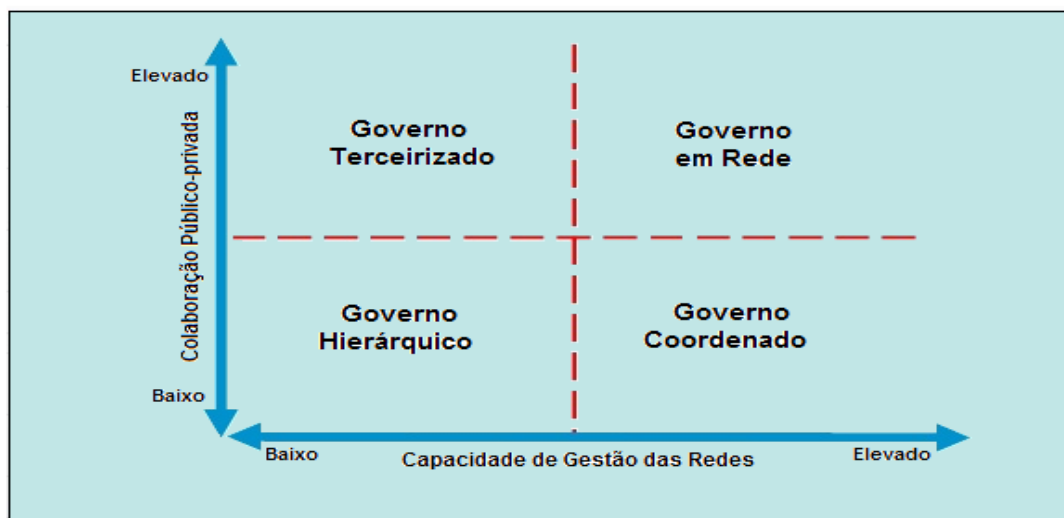 Elevado
Colaboração Público-privada
Governo
Terceirizado
Governo
em Rede
Governo
Hierárquico
Governo
Coordenado
Baixo
Baixo
Capacidade de Gestão das Redes
Elevado